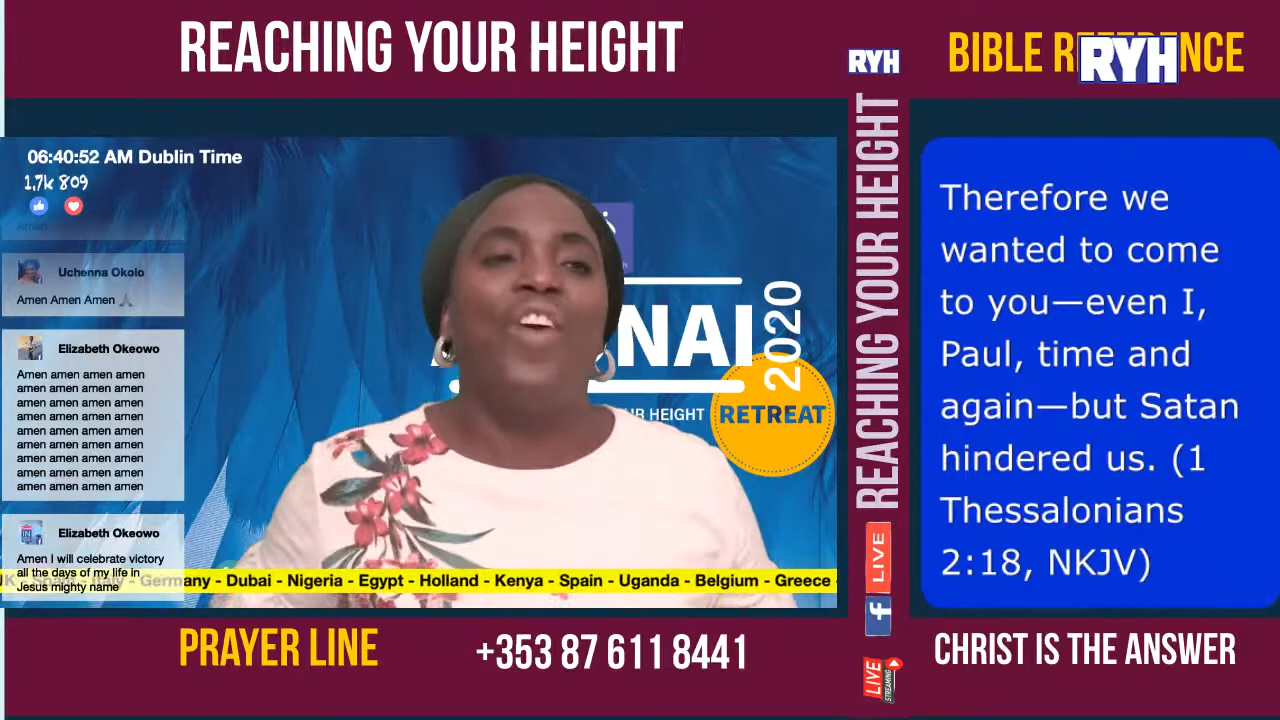 REACHING YOUR HEIGHT
RYH
BIBLE
RYH
06:40:52 AM Dublin Time
1.7k 809
Amen
Uchenna Okolo
Amen Amen Amen 🙏
Elizabeth Okeowo
Amen amen amen amen
amen amen amen amen
amen amen amen amen
amen amen amen amen
amen amen amen amen
amen amen amen amen
amen amen amen amen
amen amen amen amen
amen amen amen amen
Elizabeth Okeowo
Amen I will celebrate victory
all the days of my life in
Jesus mighty name
NAI
2020
HEIGHT
RETREAT
Germany - Dubai - Nigeria - Egypt - Holland - Kenya - Spain - Uganda - Belgium - Greece -
REACHING YOUR HEIGHT
LIVE
f
LIVE
STREAMING
Therefore we
wanted to come
to you—even I,
Paul, time and
again—but Satan
hindered us. (1
Thessalonians
2:18, NKJV)
PRAYER LINE
+353 87 611 8441
CHRIST IS THE ANSWER